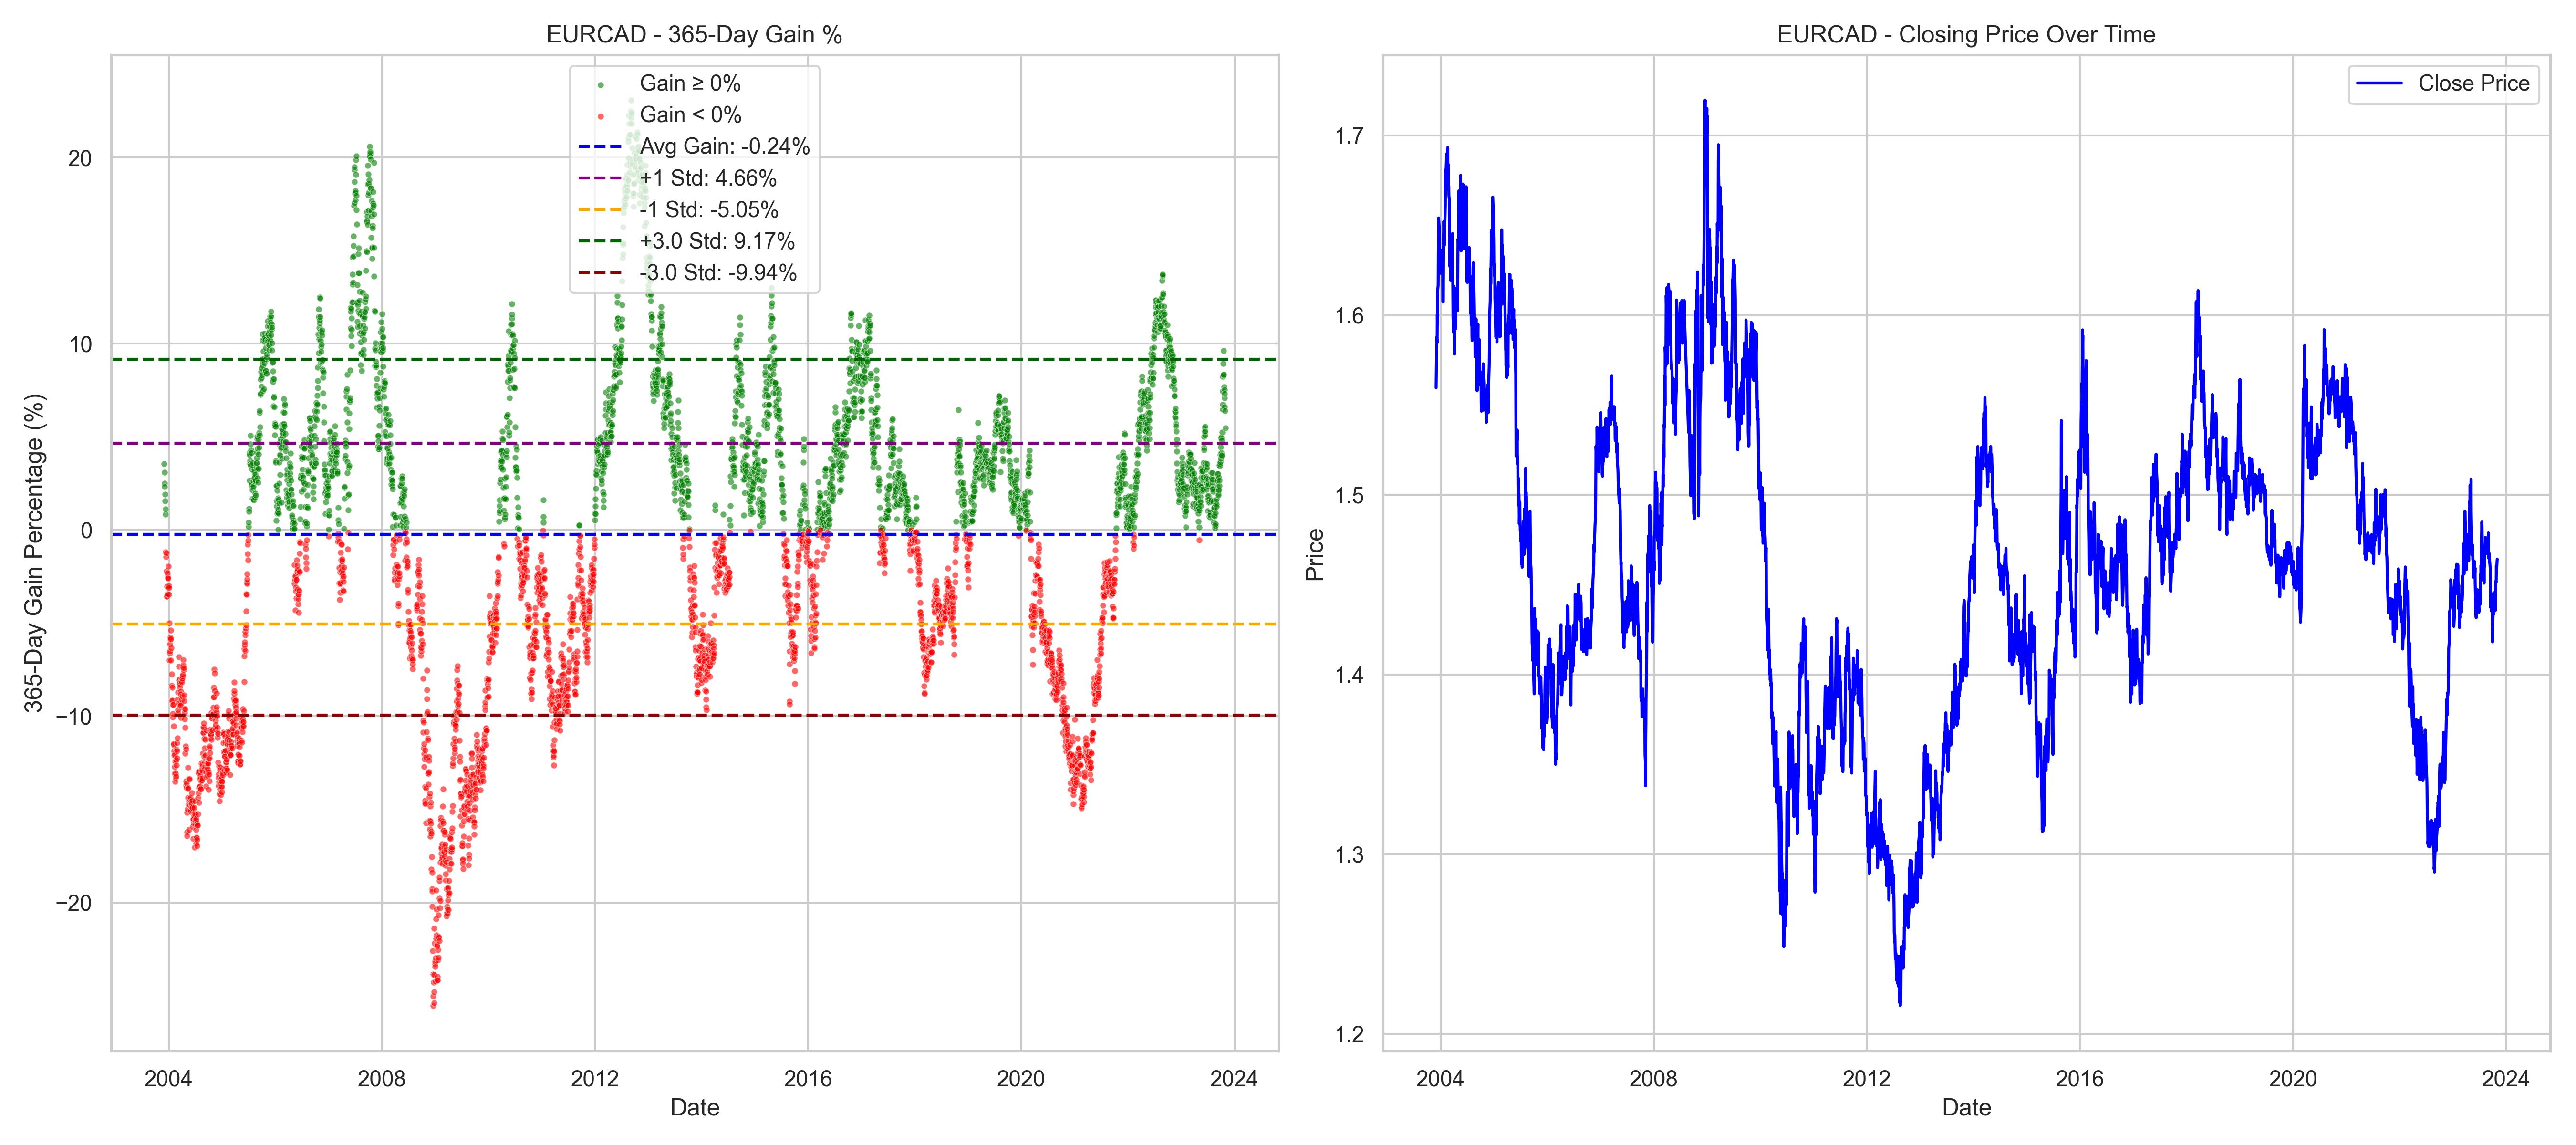 EURCAD - 365-Day Gain %
Gain ≥ 0%
Gain < 0%
Avg Gain: -0.24%
+1 Std: 4.66%
-1 Std: -5.05%
+3.0 Std: 9.17%
-3.0 Std: -9.94%
365-Day Gain Percentage (%)
20
10
0
−10
−20
2004
2008
2012
2016
2020
2024
Date
EURCAD - Closing Price Over Time
Close Price
Price
1.7
1.6
1.5
1.4
1.3
1.2
2004
2008
2012
2016
2020
2024
Date